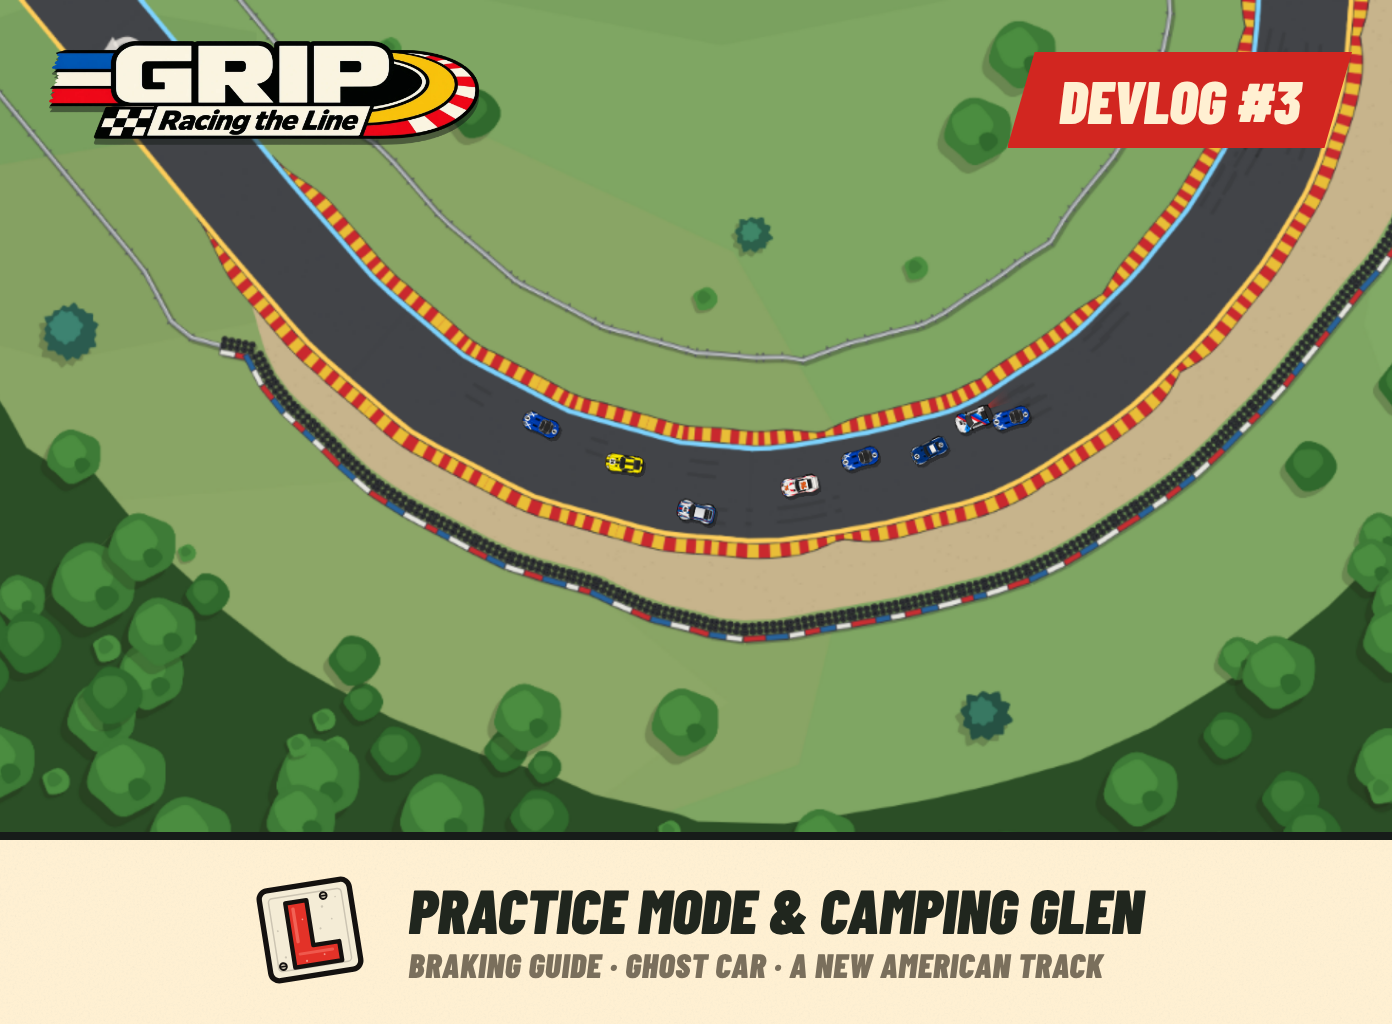 GRIP
Racing the Line
DEVLOG #3
L
PRACTICE MODE & CAMPING GLEN
BRAKING GUIDE · GHOST CAR · A NEW AMERICAN TRACK